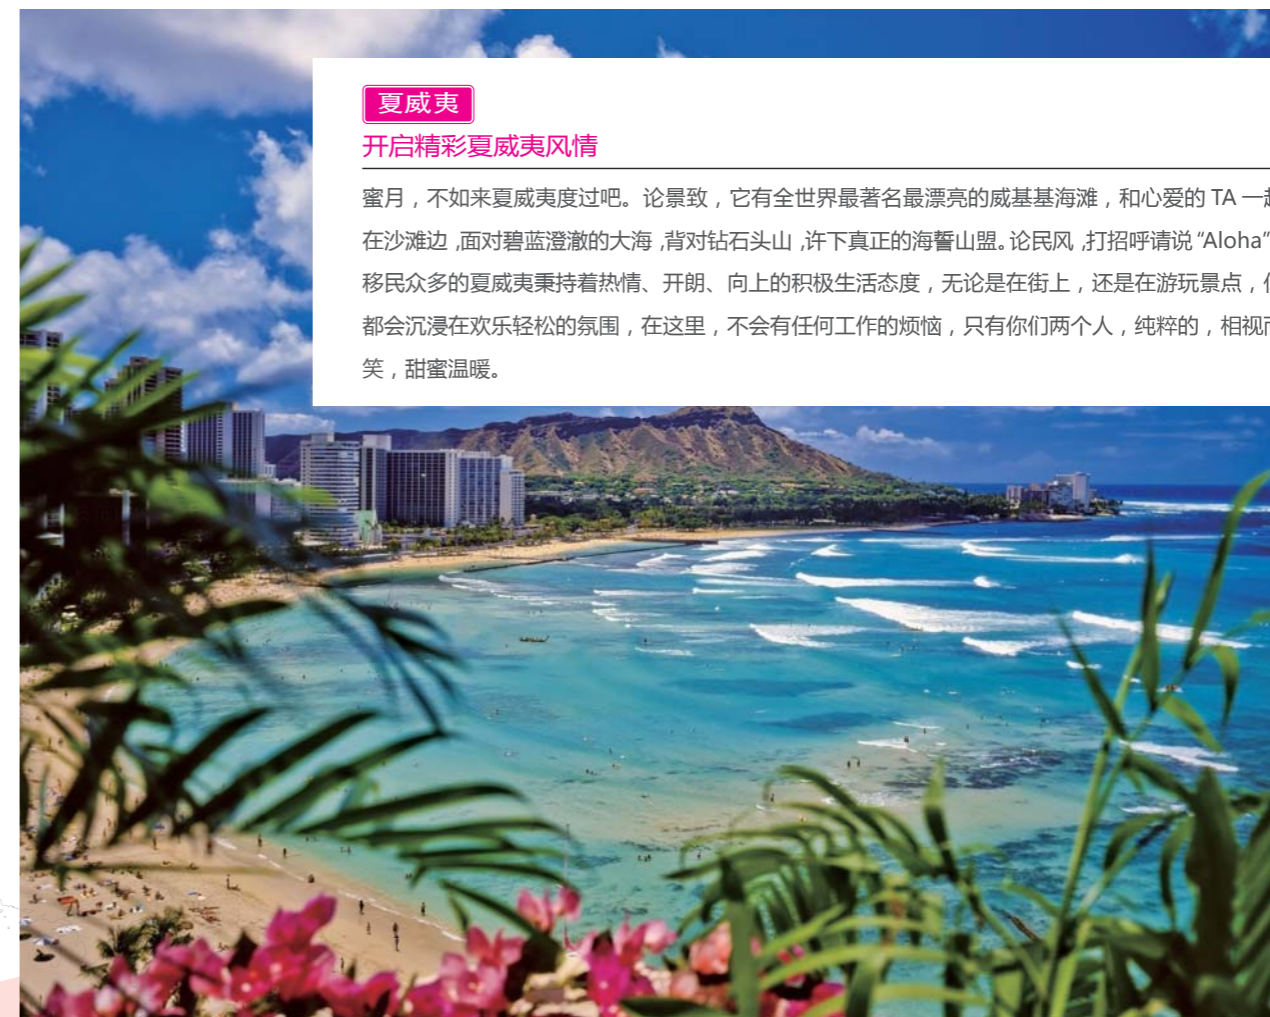 夏威夷
开启精彩夏威夷风情
蜜月，不如来夏威夷度过吧。论景致，它有全世界最著名最漂亮的威基基海滩，和心爱的 TA 一
在沙滩边，面对碧蓝澄澈的大海，背对钻石头山，许下真正的海誓山盟。论民风，打招呼请说“Aloha”
移民众多的夏威夷秉持着热情、开朗、向上的积极生活态度，无论是在街上，还是在游玩景点，
都会沉浸在欢乐轻松的氛围，在这里，不会有任何工作的烦恼，只有你们两个人，纯粹的，相视
笑，甜蜜温暖。